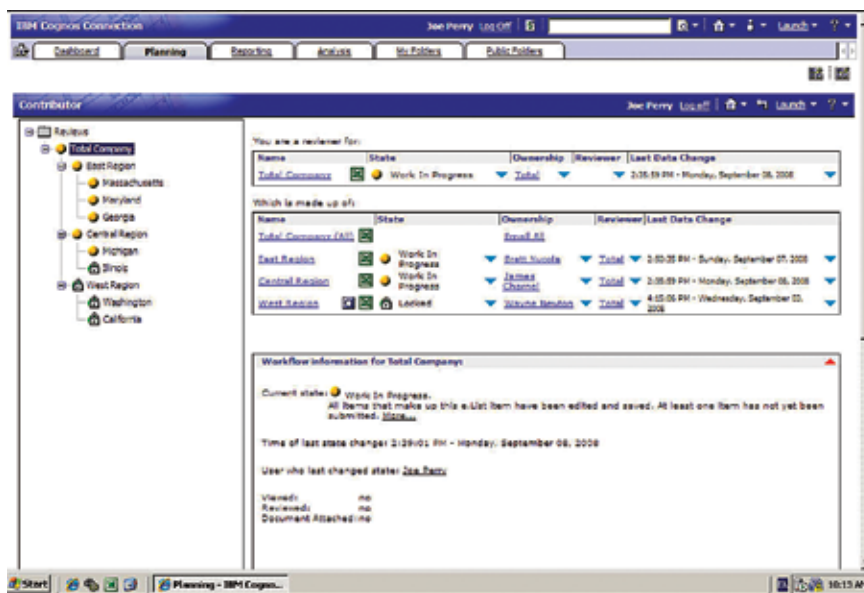 IBM Cognos Connection Joe Perry Log Off Launch ?
Dashboard Planning Reporting Analysis My Folders Public Folders
Contributor Joe Perry Log off Launch ?
Reviews
Total Company
East Region
Massachusetts
Maryland
Georgia
Central Region
Michigan
Illinois
West Region
Washington
California
You are a reviewer for:
Name State Ownership Reviewer Last Data Change
Total Company Work In Progress Total 2:35:59 PM - Monday, September 08, 2008
Which is made up of:
Name State Ownership Reviewer Last Data Change
Total Company (All) Email All
East Region Work In Progress Brett Total 2:50:35 PM - Sunday, September 07, 2008
Central Region Work In Progress James Total 2:05:59 PM - Monday, September 08, 2008
West Region Locked Wayne Newton Total 4:55:06 PM - Wednesday, September 03, 2008
Workflow information for Total Company:
Current state: Work In Progress.
All items that make up this e.List item have been edited and saved. At least one item has not yet been
submitted. More...
Time of last state change: 2:39:01 PM - Monday, September 08, 2008
User who last changed state: Joe Perry
Viewed: no
Reviewed: no
Document Attached: no
Start Planning - IBM Cogno... 10:13 AM